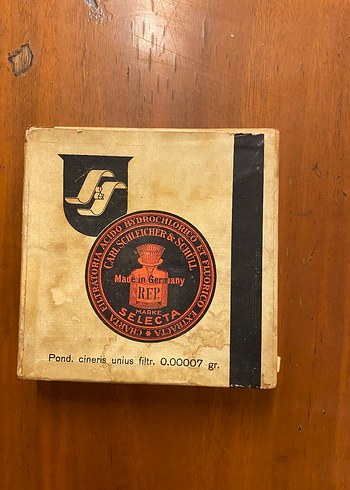 CHARTA FILTRATORIA ACIDO HYDROCHLORICO ET FLUORICO EXTRACTA
CARL SCHLEICHER & SCHÜLL
Made in Germany
R.F.P.
MARKE
SELECTA
Pond. cineris unius filtr. 0.00007 gr.